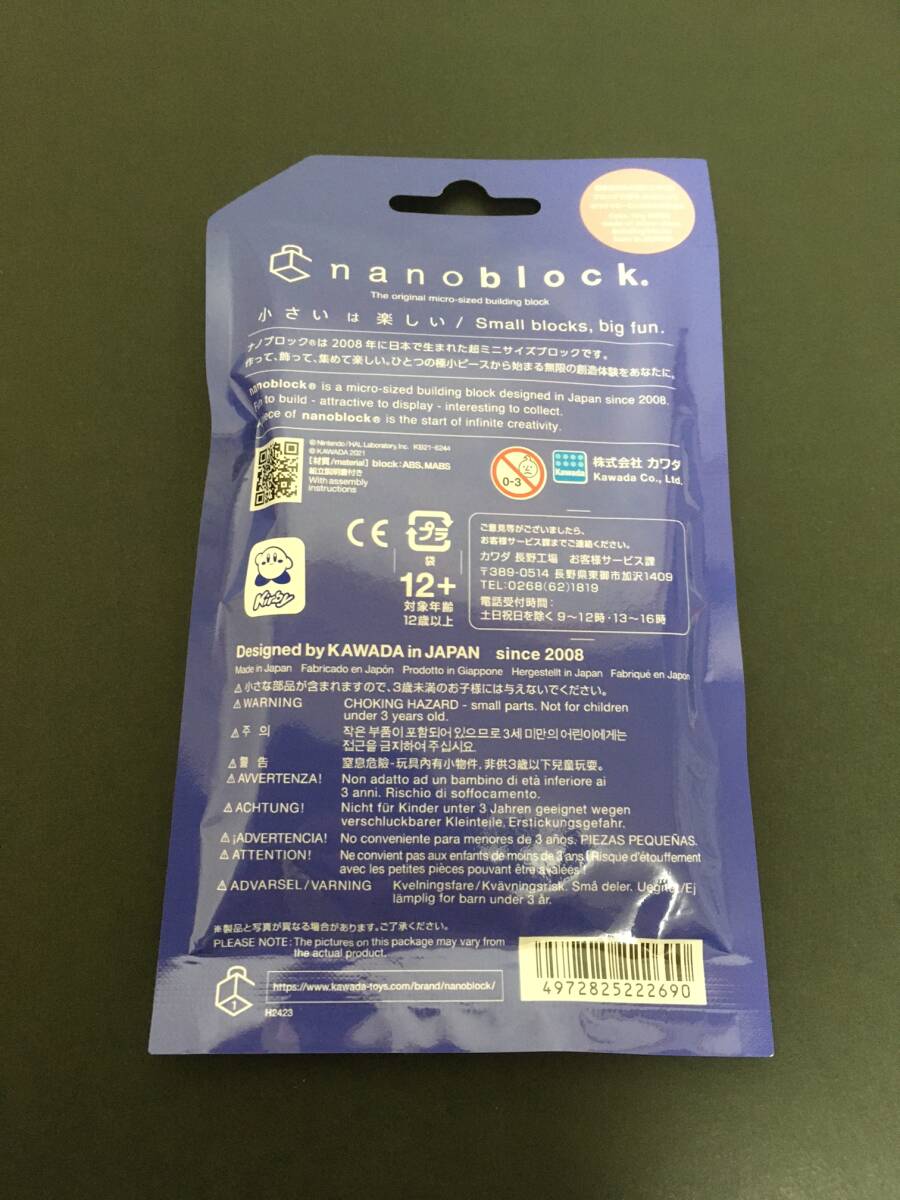 nanoblock.
The original micro-sized building block
小さいは楽しい / Small blocks, big fun.
ナノブロック®は2008年に日本で生まれた超ミニサイズブロックです。
作って、飾って、集めて楽しい。ひとつの極小ピースから始まる無限の創造体験をあなたに。
nanoblock® is a micro-sized building block designed in Japan since 2008.
Fun to build - attractive to display - interesting to collect.
piece of nanoblock® is the start of infinite creativity.
©Nintendo / HAL Laboratory, Inc. KB21-6244
©KAWADA 2021
[材質/material] block:ABS, MABS
組立説明書付き
With assembly
instructions
0-3
Kawada
株式会社 カワダ
Kawada Co., Ltd.
CE
プラ
袋
12+
対象年齢
12歳以上
Kirby
ご意見等がございましたら、
お客様サービス課までご連絡ください。
カワダ 長野工場 お客様サービス課
〒389-0514 長野県東御市加沢1409
TEL:0268(62)1819
電話受付時間:
土日祝日を除く 9~12時・13~16時
Designed by KAWADA in JAPAN since 2008
Made in Japan Fabricado en Japón Prodotto in Giappone Hergestellt in Japan Fabriqué en Japon
⚠小さな部品が含まれますので、3歳未満のお子様には与えないでください。
⚠WARNING CHOKING HAZARD - small parts. Not for children
under 3 years old.
⚠주 의 작은 부품이 포함되어 있으므로 3세 미만의 어린이에게는
접근을 금지하여 주십시요.
⚠警 告 窒息危險-玩具內有小物件, 非供3歲以下兒童玩耍。
⚠AVVERTENZA! Non adatto ad un bambino di età inferiore ai
3 anni. Rischio di soffocamento.
⚠ACHTUNG! Nicht für Kinder unter 3 Jahren geeignet wegen
verschluckbarer Kleinteile, Erstickungsgefahr.
⚠¡ADVERTENCIA! No conveniente para menores de 3 años. PIEZAS PEQUEÑAS.
⚠ATTENTION! Ne convient pas aux enfants de moins de 3 ans ! Risque d'étouffement
avec les petites pièces pouvant être avalées !
⚠ADVARSEL/VARNING Kvelningsfare/Kvävningsrisk. Små deler. Uegnet/Ej
lämplig for barn under 3 år.
※製品と写真が異なる場合があります。ご了承ください。
PLEASE NOTE: The pictures on this package may vary from
the actual product.
1
https://www.kawada-toys.com/brand/nanoblock/
H2423
4972825222690